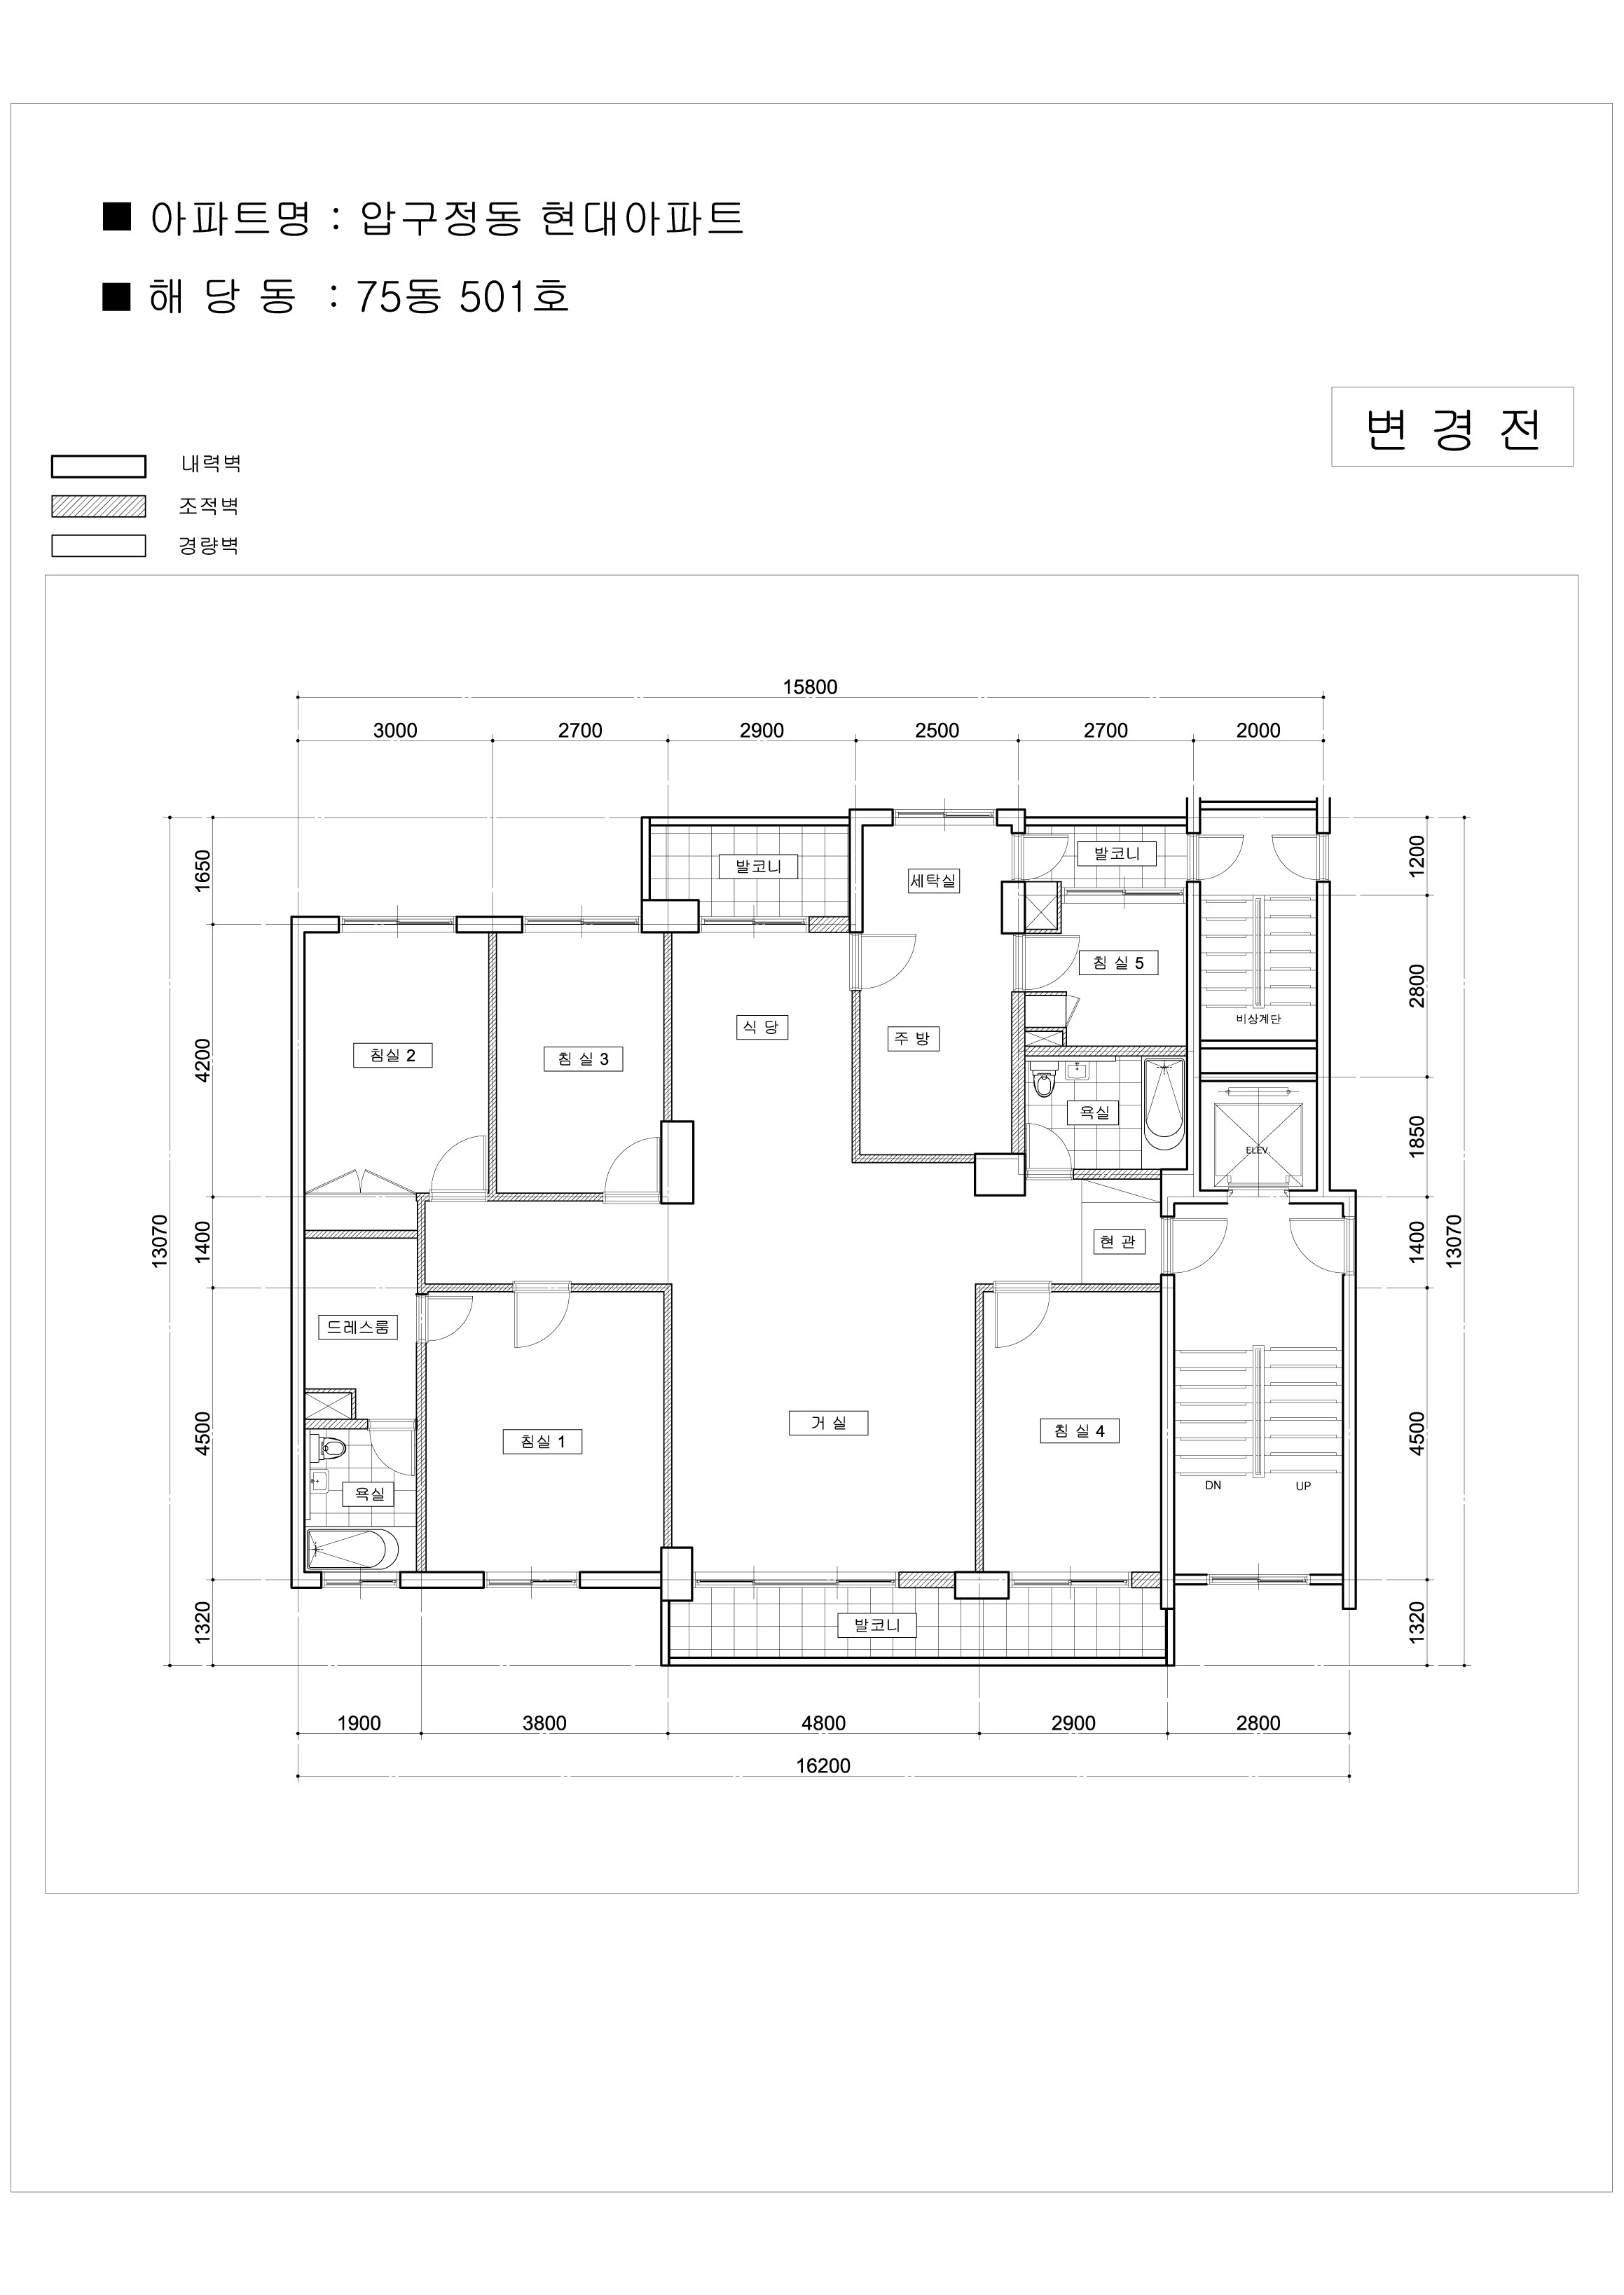 ■ 아파트명 : 압구정동 현대아파트
■ 해 당 동 : 75동 501호
변 경 전
내력벽
조적벽
경량벽
15800
3000 2700 2900 2500 2700 2000
13070
1650
4200
1400
4500
1320
1200
2800
1850
1400
4500
1320
13070
발코니
세탁실
발코니
침 실 5
식 당
주 방
비상계단
침실 2
침 실 3
욕실
ELEV.
현 관
드레스룸
거 실
침실 1
침 실 4
욕실
DN UP
발코니
1900 3800 4800 2900 2800
16200